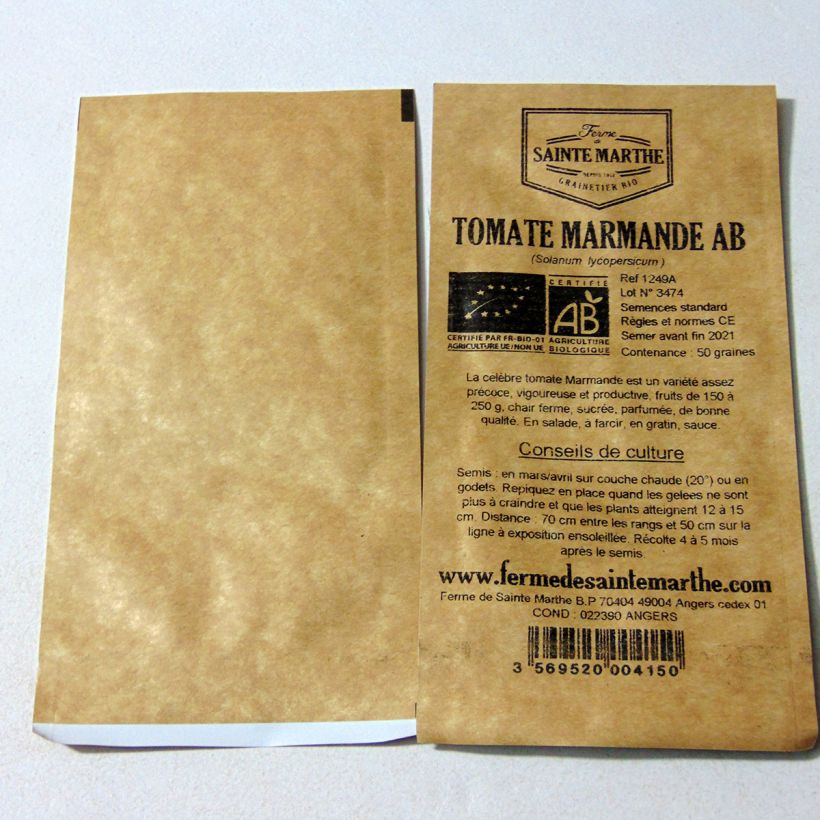 Ferme
de
SAINTE MARTHE
DEPUIS
GRAINETIER BIO
TOMATE MARMANDE AB
(Solanum lycopersicum)
Ref 1249A
Lot N° 3474
Semences standard
Règles et normes CE
Semer avant fin 2021
Contenance : 50 graines
CERTIFIÉ PAR FR-BIO-01
AGRICULTURE UE/NON UE
CERTIFIÉ
AB
AGRICULTURE
BIOLOGIQUE
La celèbre tomate Marmande est un variété assez
précoce, vigoureuse et productive, fruits de 150 à
250 g, chair ferme, sucrée, parfumée, de bonne
qualité. En salade, à farcir, en gratin, sauce.
Conseils de culture
Semis : en mars/avril sur couche chaude (20°) ou en
godets. Repiquez en place quand les gelees ne sont
plus à craindre et que les plants atteignent 12 à 15
cm. Distance : 70 cm entre les rangs et 50 cm sur la
ligne à exposition ensoleillée. Récolte 4 à 5 mois
après le semis.
www.fermedesaintemarthe.com
Ferme de Sainte Marthe B.P 70404 49004 Angers cedex 01
COND : 022390 ANGERS
3 569520 004150